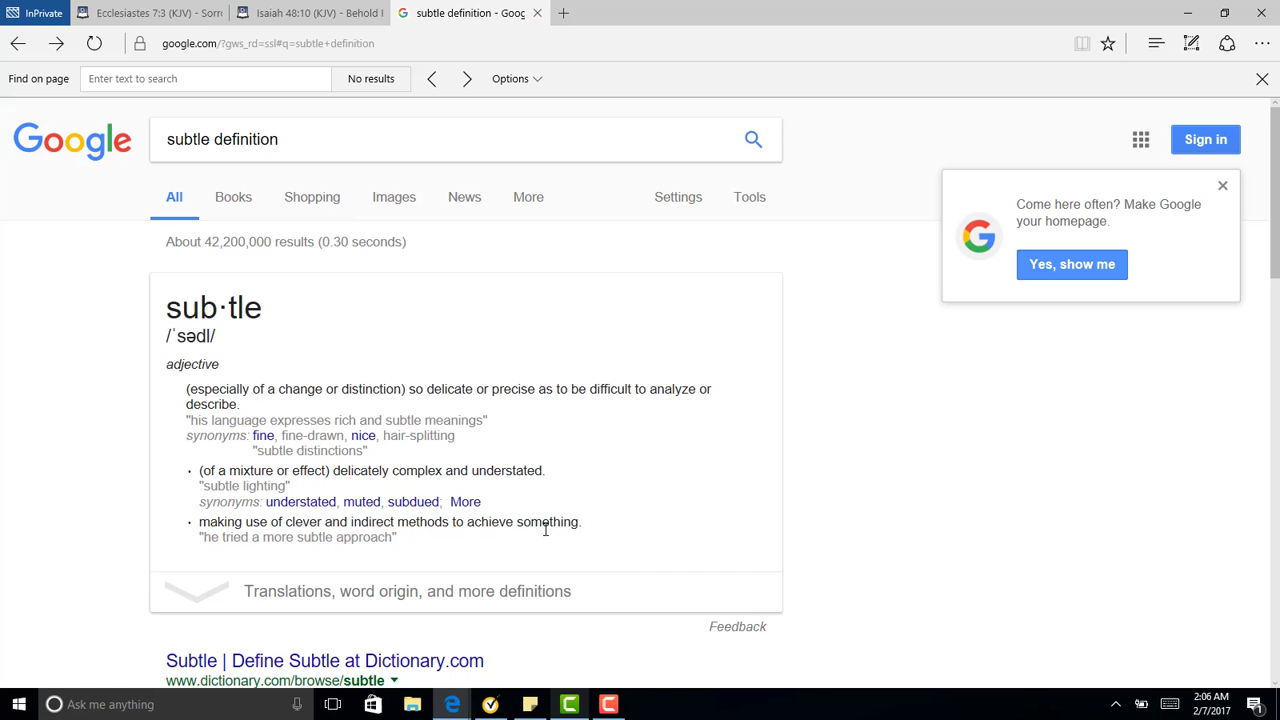 InPrivate
Ecclesiastes 7:3 (KJV) - Sorro
Isaiah 48:10 (KJV) - Behold I
subtle definition - Goog
google.com/?gws_rd=ssl#q=subtle+definition
Find on page
Enter text to search
No results
Options
Google
subtle definition
Sign in
All
Books
Shopping
Images
News
More
Settings
Tools
Come here often? Make Google
your homepage.
Yes, show me
About 42,200,000 results (0.30 seconds)
sub·tle
/ˈsədl/
adjective
(especially of a change or distinction) so delicate or precise as to be difficult to analyze or
describe.
"his language expresses rich and subtle meanings"
synonyms: fine, fine-drawn, nice, hair-splitting
"subtle distinctions"
• (of a mixture or effect) delicately complex and understated.
"subtle lighting"
synonyms: understated, muted, subdued; More
• making use of clever and indirect methods to achieve something.
"he tried a more subtle approach"
Translations, word origin, and more definitions
Feedback
Subtle | Define Subtle at Dictionary.com
www.dictionary.com/browse/subtle
Ask me anything
2:06 AM
2/7/2017